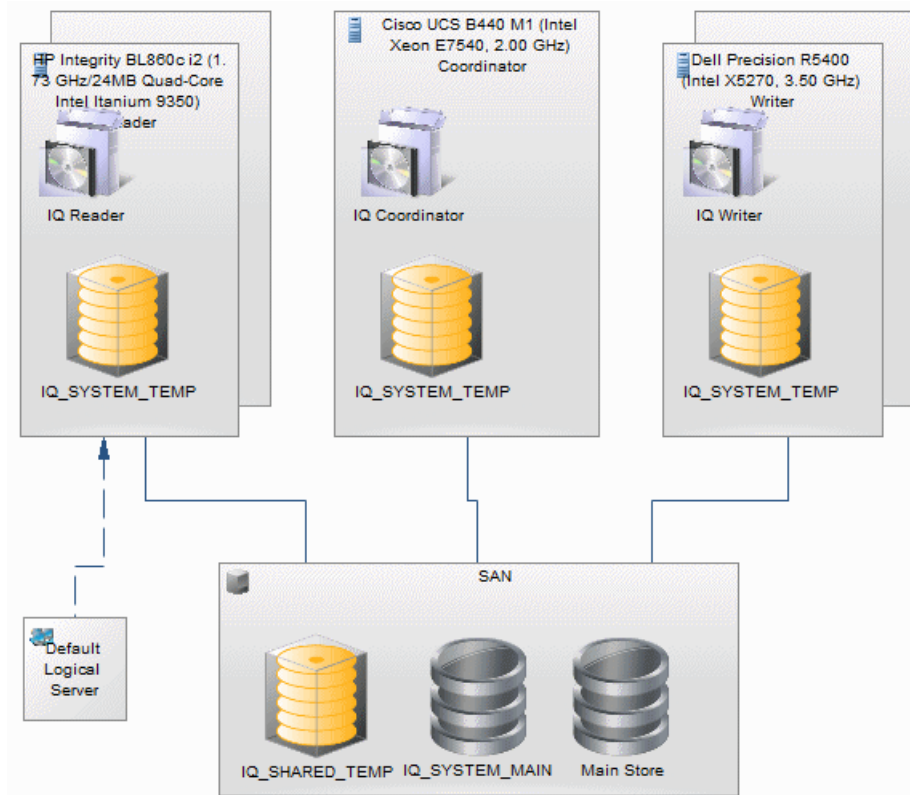 HP Integrity BL860c i2 (1.
73 GHz/24MB Quad-Core
Intel Itanium 9350)
ader
IQ Reader
IQ_SYSTEM_TEMP
Cisco UCS B440 M1 (Intel
Xeon E7540, 2.00 GHz)
Coordinator
IQ Coordinator
IQ_SYSTEM_TEMP
Dell Precision R5400
(Intel X5270, 3.50 GHz)
Writer
IQ Writer
IQ_SYSTEM_TEMP
Default
Logical
Server
SAN
IQ_SHARED_TEMP
IQ_SYSTEM_MAIN
Main Store